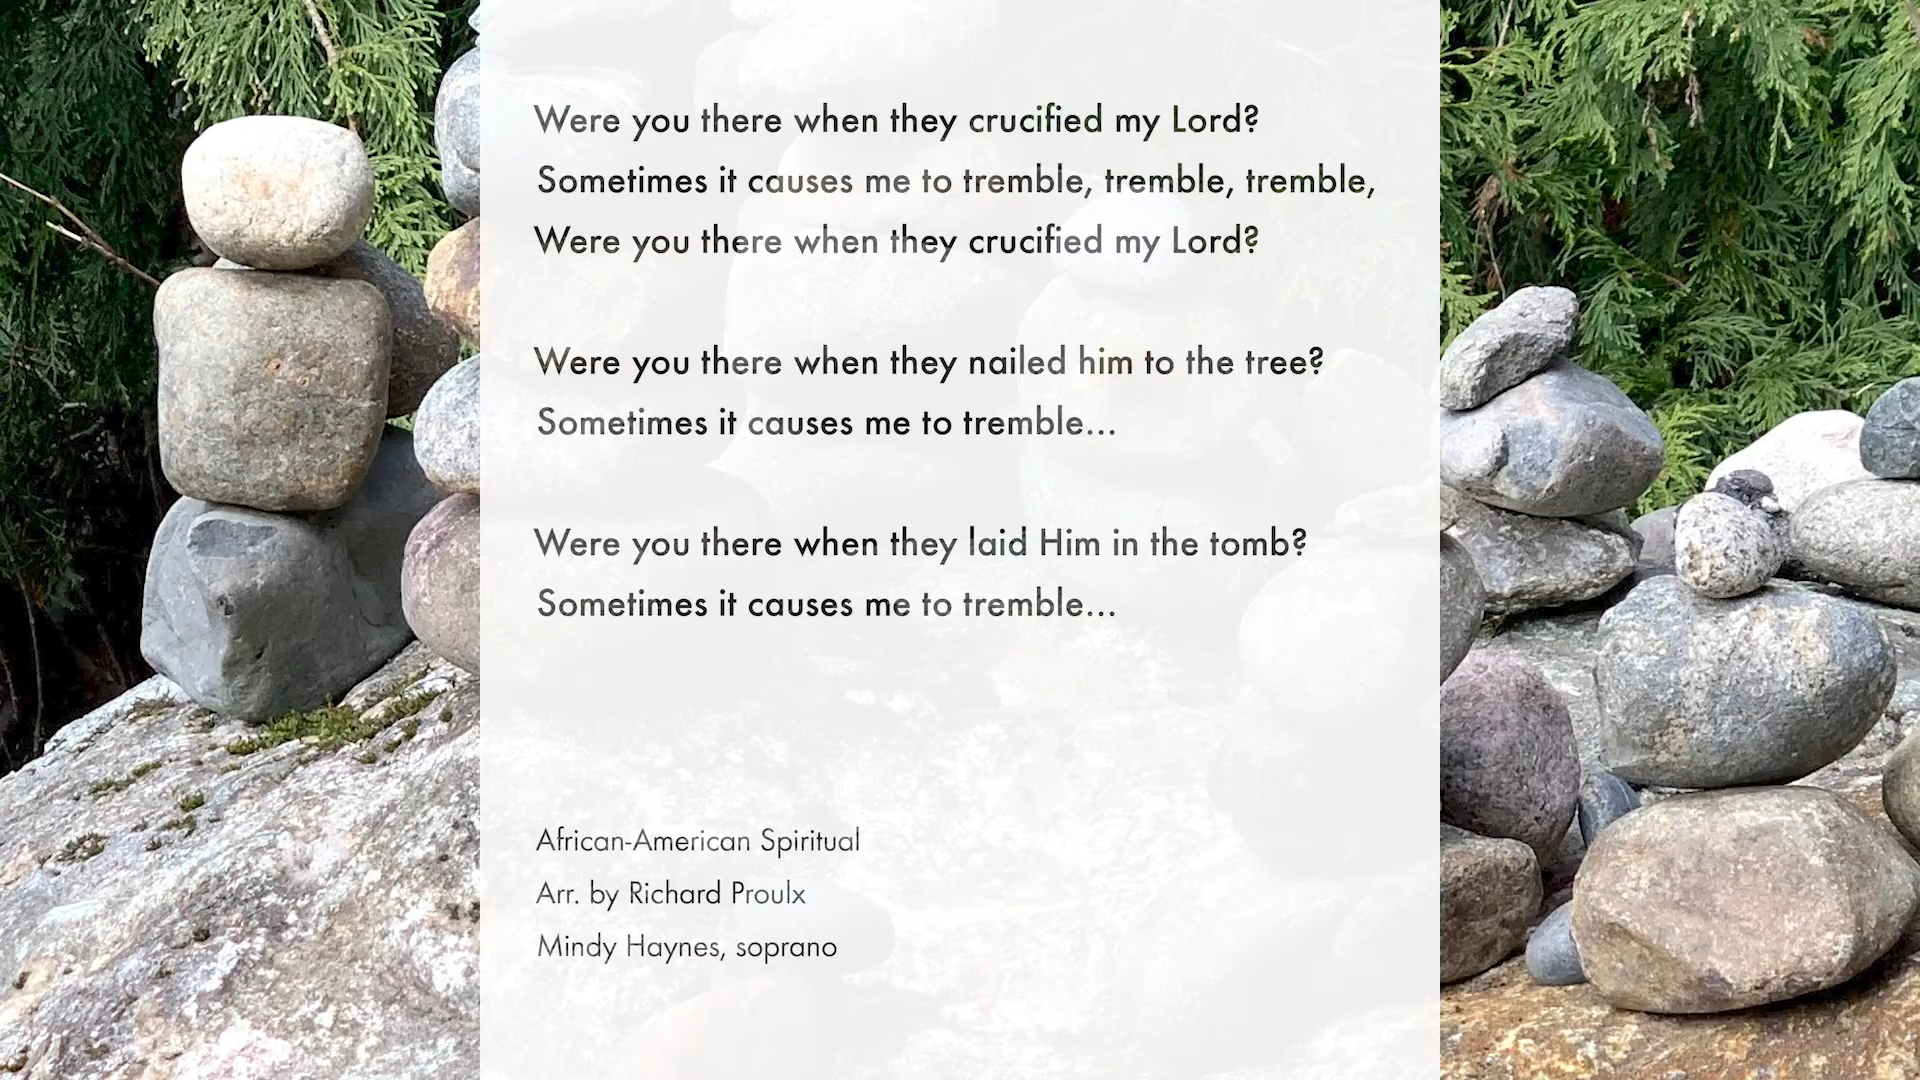 Were you there when they crucified my Lord?
Sometimes it causes me to tremble, tremble, tremble,
Were you there when they crucified my Lord?
Were you there when they nailed him to the tree?
Sometimes it causes me to tremble...
Were you there when they laid Him in the tomb?
Sometimes it causes me to tremble...
African-American Spiritual
Arr. by Richard Proulx
Mindy Haynes, soprano